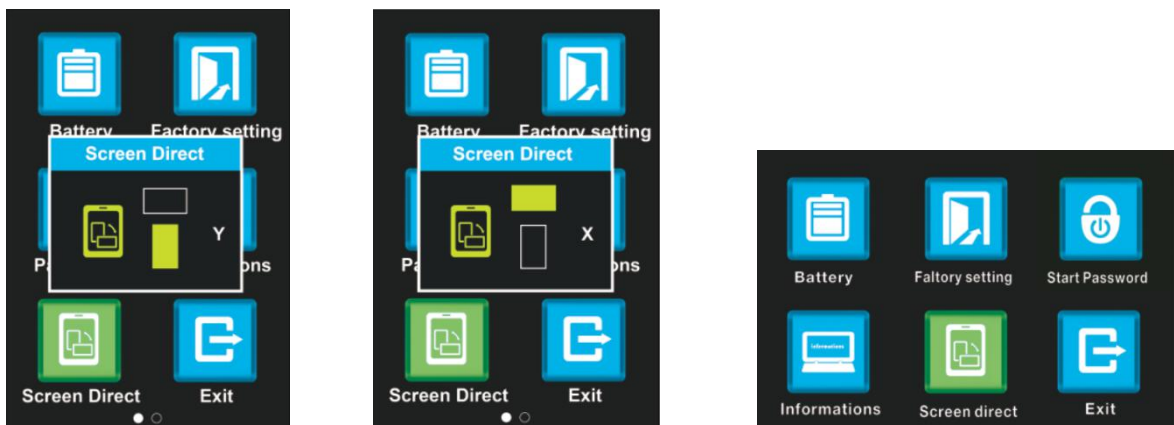 Battery Factory setting
Screen Direct
Y
Pa ons
Screen Direct Exit
Battery Factory setting
Screen Direct
X
Pa ons
Screen Direct Exit
Battery Faltory setting Start Password
Informations
Informations Screen direct Exit